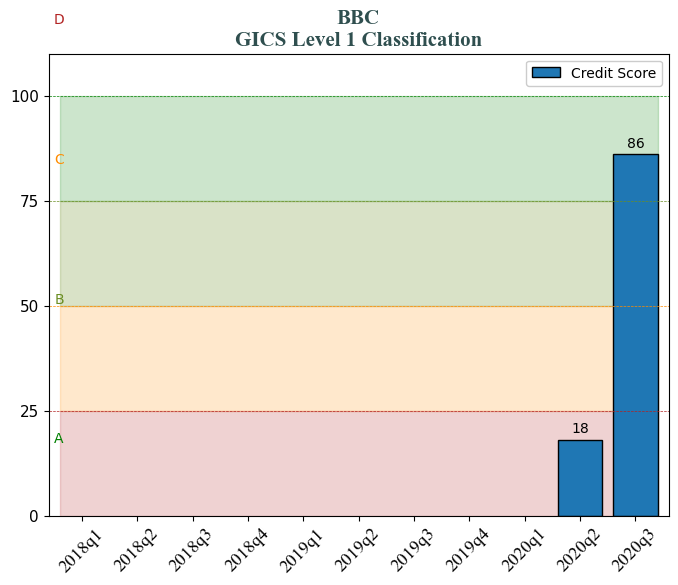 D
BBC
GICS Level 1 Classification
Credit Score
100
86
C
75
B
50
25
A
18
0
2018q1 2018q2 2018q3 2018q4 2019q1 2019q2 2019q3 2019q4 2020q1 2020q2 2020q3